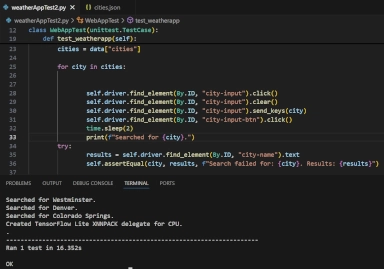 weatherAppTest2.py
cities.json
weatherAppTest2.py > WebAppTest > test_weatherapp
12 class WebAppTest(unittest.TestCase):
19 def test_weatherapp(self):
23 cities = data["cities"]
24
25 for city in cities:
26
27
28 self.driver.find_element(By.ID, "city-input").click()
29 self.driver.find_element(By.ID, "city-input").clear()
30 self.driver.find_element(By.ID, "city-input").send_keys(city)
31 self.driver.find_element(By.ID, "city-input-btn").click()
32 time.sleep(2)
33 print(f"Searched for {city}.")
34 try:
35 results = self.driver.find_element(By.ID, "city-name").text
36 self.assertEqual(city, results, f"Search failed for: {city}. Results: {results}")
PROBLEMS OUTPUT DEBUG CONSOLE TERMINAL PORTS
Searched for Westminster.
Searched for Denver.
Searched for Colorado Springs.
Created TensorFlow Lite XNNPACK delegate for CPU.
.
----------------------------------------------------------------------
Ran 1 test in 16.352s
OK